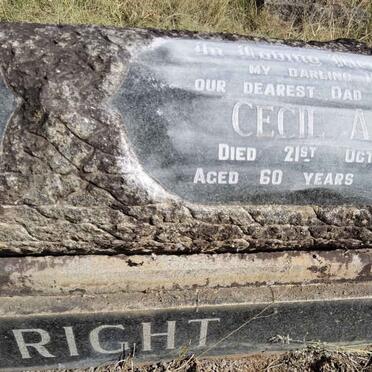 MY DARLING
OUR DEAREST DAD
CECIL A
DIED 21ST OCT
AGED 60 YEARS
RIGHT